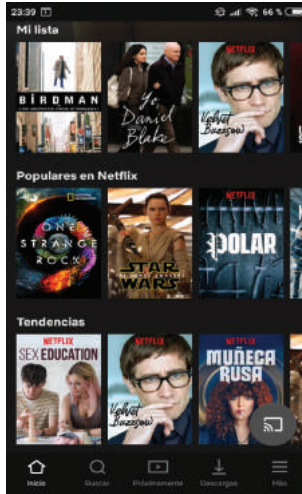 23:39
66 %
Mi lista
BIRDMAN
Yo,
Daniel
Blake
NETFLIX
Velvet
Buzzsaw
Populares en Netflix
NATIONAL
GEOGRAPHIC
ONE
STRANGE
ROCK
STAR
WARS
NETFLIX
POLAR
Tendencias
NETFLIX
SEX EDUCATION
NETFLIX
Velvet
Buzzsaw
NETFLIX
MUÑECA
RUSA
Inicio
Buscar
Próximamente
Descargas
Más